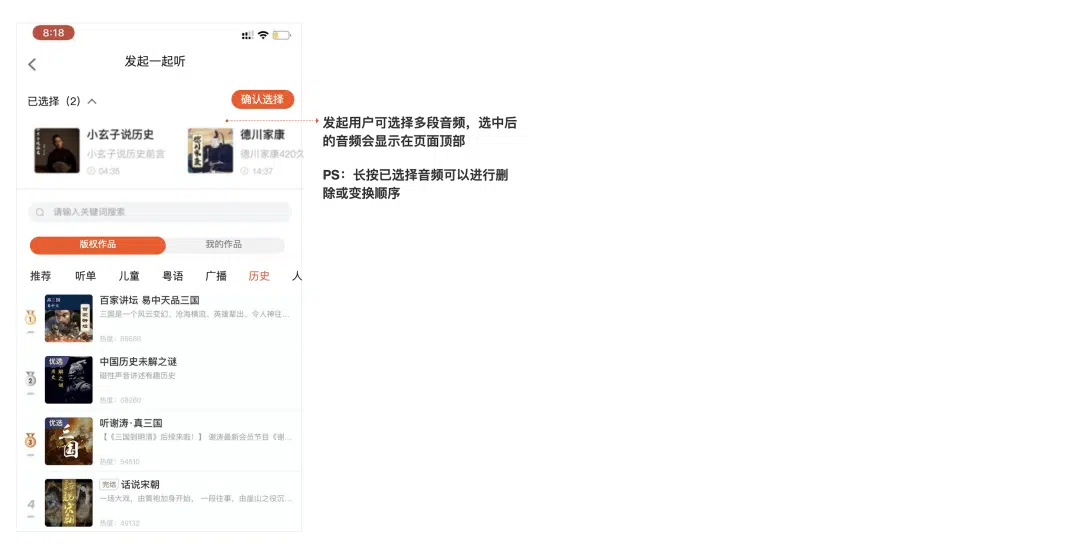 8:18
发起一起听
已选择（2）
确认选择
小玄子说历史
小玄子说历史前言
04:35
德川家康
德川家康420久
14:37
发起用户可选择多段音频，选中后
的音频会显示在页面顶部
PS：长按已选择音频可以进行删
除或变换顺序
请输入关键词搜索
版权作品
我的作品
推荐 听单 儿童 粤语 广播 历史 人
1
百家讲坛 易中天品三国
三国是一个风云变幻、沧海横流、英雄辈出、令人神往...
热度：
2
优选
中国历史未解之谜
磁性声音讲述有趣历史
热度：
3
优选
三国
听谢涛·真三国
【《三国到明清》后续来啦！】 谢涛最新会员节目《谢...
热度：54810
4
完结 话说宋朝
一场大戏，由黄袍加身开始， 一段往事，由崖山之役沉...
热度：46132